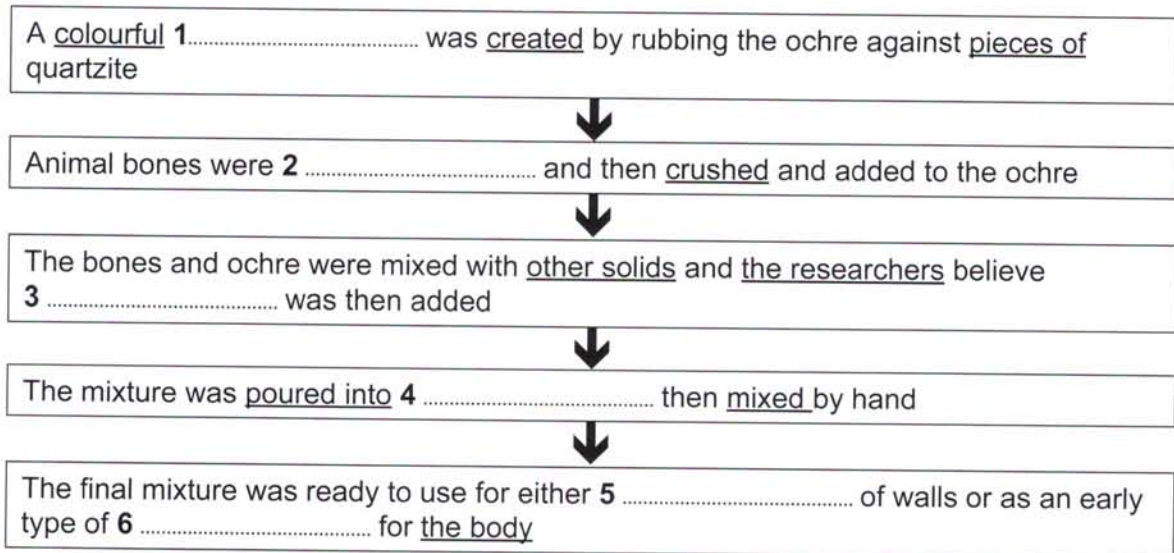 A colourful 1........................................ was created by rubbing the ochre against pieces of
quartzite
Animal bones were 2 ........................................ and then crushed and added to the ochre
The bones and ochre were mixed with other solids and the researchers believe
3 ........................................ was then added
The mixture was poured into 4 ........................................ then mixed by hand
The final mixture was ready to use for either 5 ........................................ of walls or as an early
type of 6 ........................................ for the body